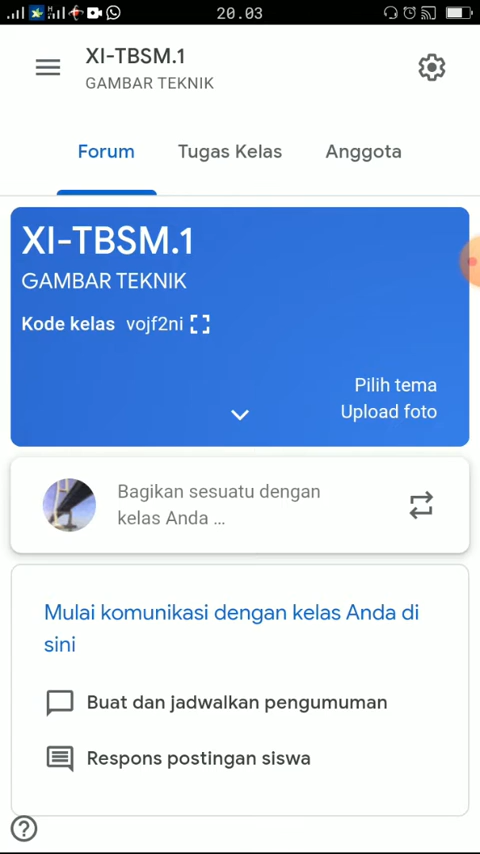 20.03
XI-TBSM.1
GAMBAR TEKNIK
Forum Tugas Kelas Anggota
XI-TBSM.1
GAMBAR TEKNIK
Kode kelas vojf2ni
Pilih tema
Upload foto
Bagikan sesuatu dengan
kelas Anda ...
Mulai komunikasi dengan kelas Anda di
sini
Buat dan jadwalkan pengumuman
Respons postingan siswa